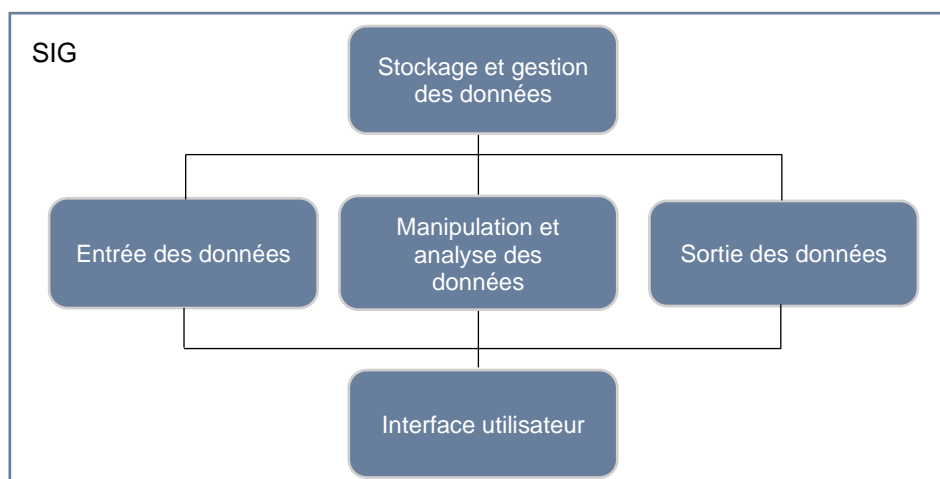 SIG
Stockage et gestion
des données
Entrée des données
Manipulation et
analyse des
données
Sortie des données
Interface utilisateur